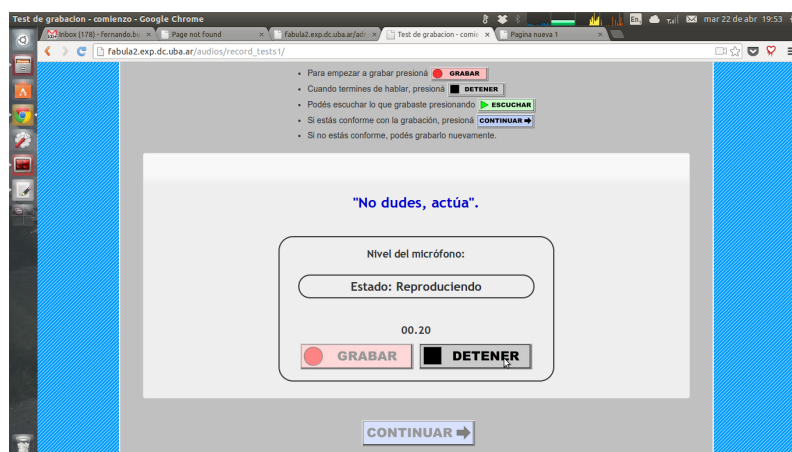 Test de grabacion - comienzo - Google Chrome
En
mar 22 de abr 19:53
Inbox (178) - Fernando.bu
Page not found
fabula2.exp.dc.uba.ar/adr
Test de grabacion - comie
Pagina nueva 1
fabula2.exp.dc.uba.ar/audios/record_tests1/
Para empezar a grabar presioná GRABAR
Cuando termines de hablar, presioná DETENER
Podés escuchar lo que grabaste presionando ESCUCHAR
Si estás conforme con la grabación, presioná CONTINUAR
Si no estás conforme, podés grabarlo nuevamente.
"No dudes, actúa".
Nivel del micrófono:
Estado: Reproduciendo
00.20
GRABAR DETENER
CONTINUAR